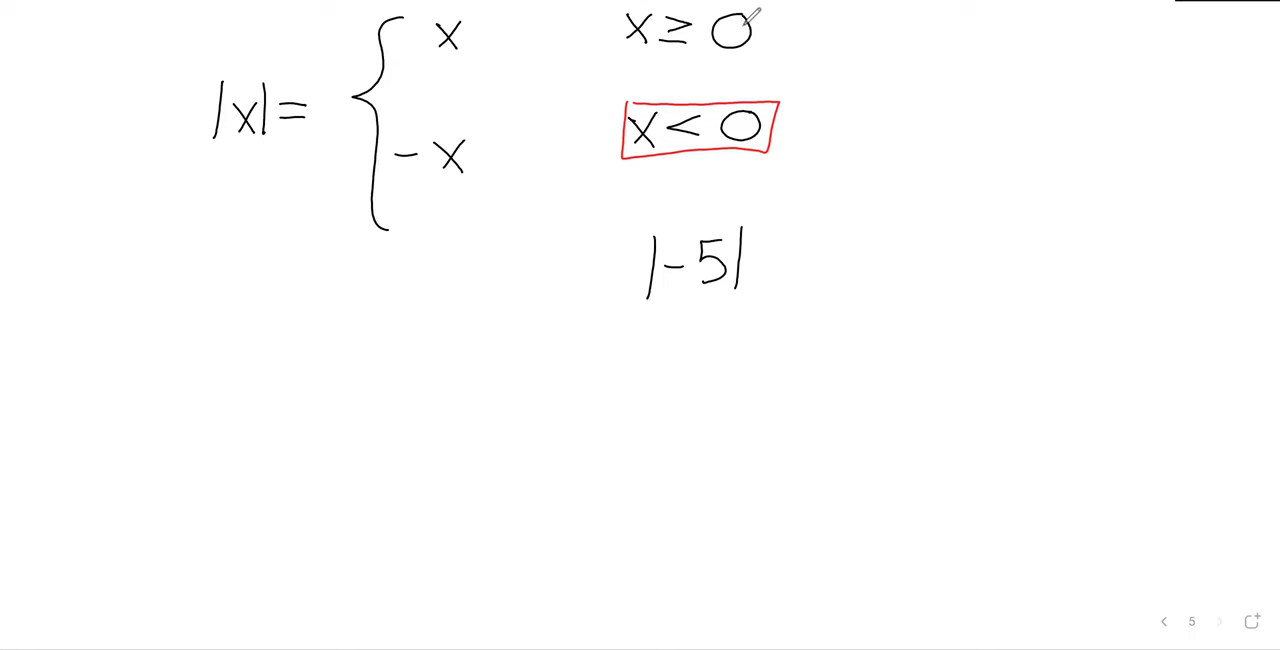 x x ≥ 0
|x| =
x < 0
- x
|-5|
< 5 >